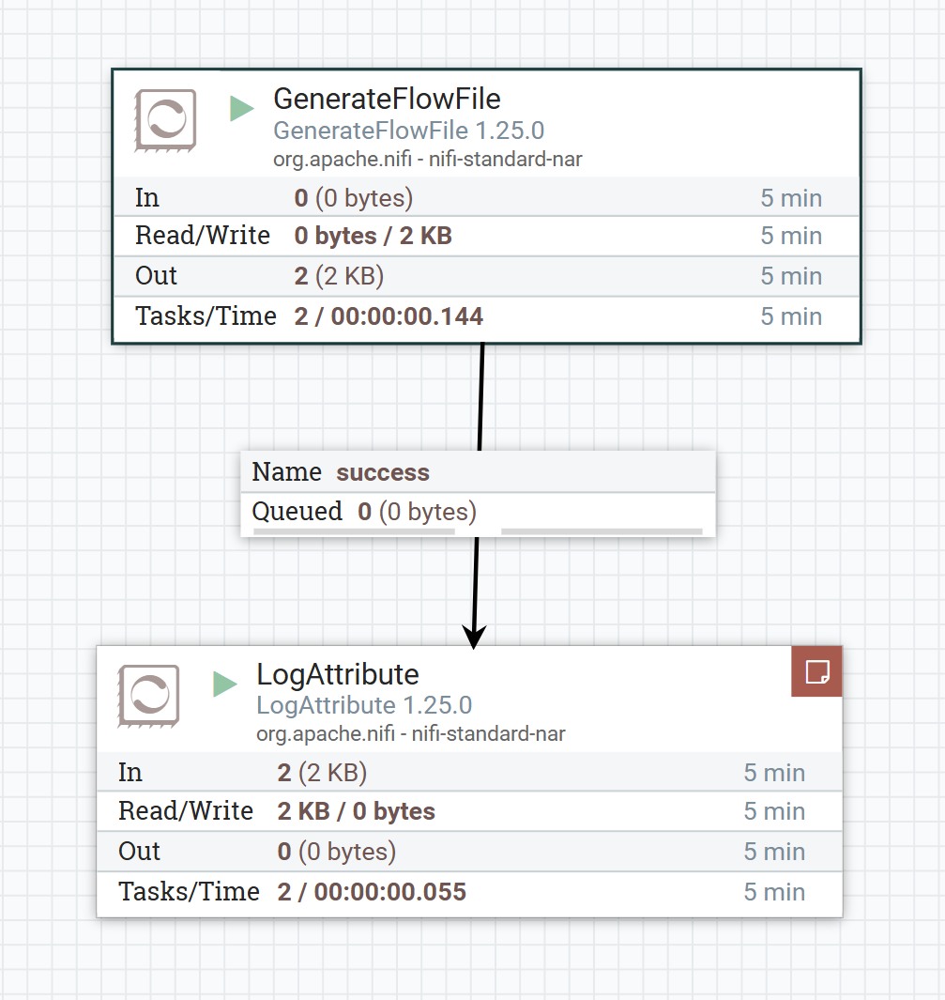 GenerateFlowFile
GenerateFlowFile 1.25.0
org.apache.nifi - nifi-standard-nar
In 0 (0 bytes) 5 min
Read/Write 0 bytes / 2 KB 5 min
Out 2 (2 KB) 5 min
Tasks/Time 2 / 00:00:00.144 5 min
Name success
Queued 0 (0 bytes)
LogAttribute
LogAttribute 1.25.0
org.apache.nifi - nifi-standard-nar
In 2 (2 KB) 5 min
Read/Write 2 KB / 0 bytes 5 min
Out 0 (0 bytes) 5 min
Tasks/Time 2 / 00:00:00.055 5 min